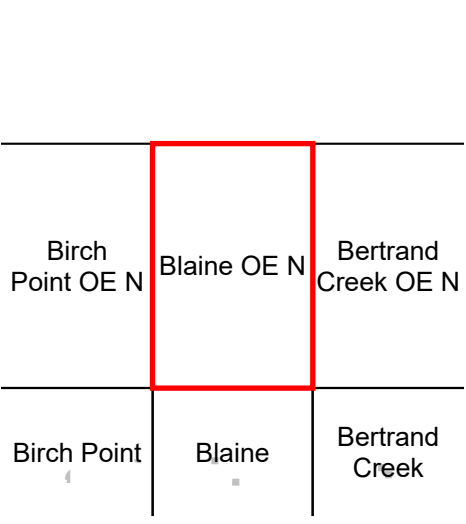 Birch
Point OE N
Blaine OE N
Bertrand
Creek OE N
Birch Point
Blaine
Bertrand
Creek